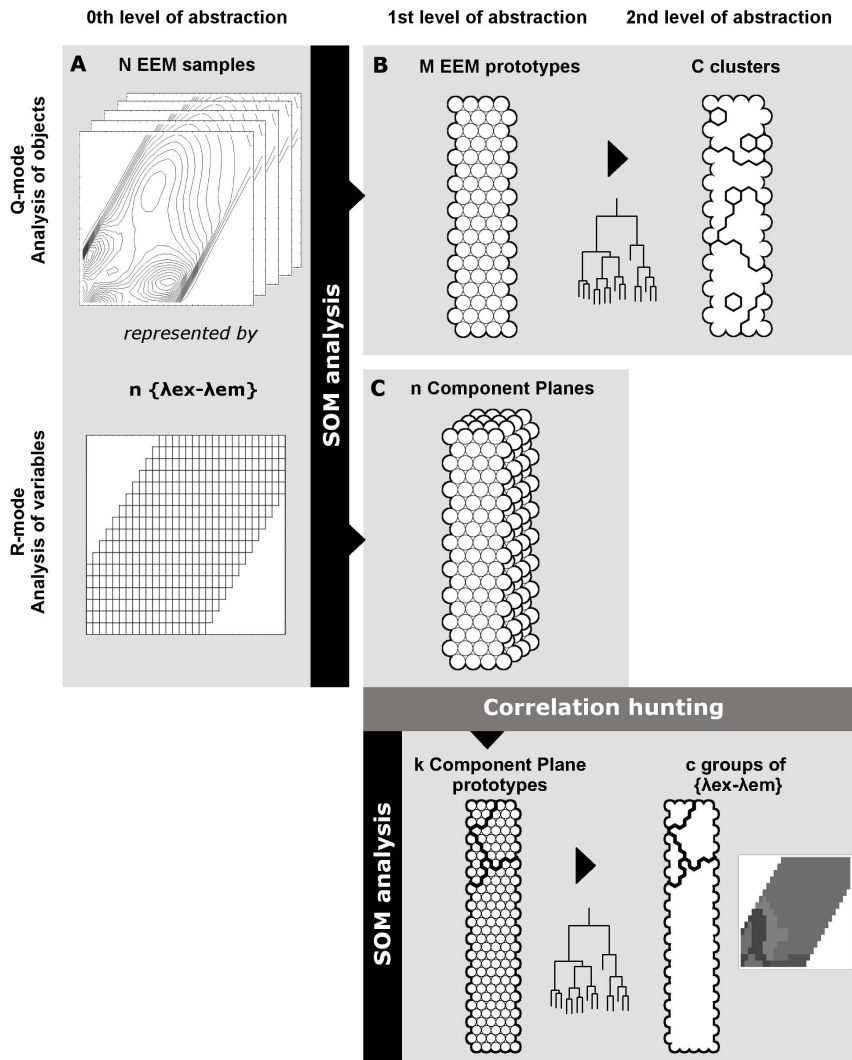 0th level of abstraction
1st level of abstraction
2nd level of abstraction
Q-mode
Analysis of objects
A
N EEM samples
represented by
n {λex-λem}
R-mode
Analysis of variables
SOM analysis
B
M EEM prototypes
C clusters
C
n Component Planes
Correlation hunting
SOM analysis
k Component Plane
prototypes
c groups of
{λex-λem}